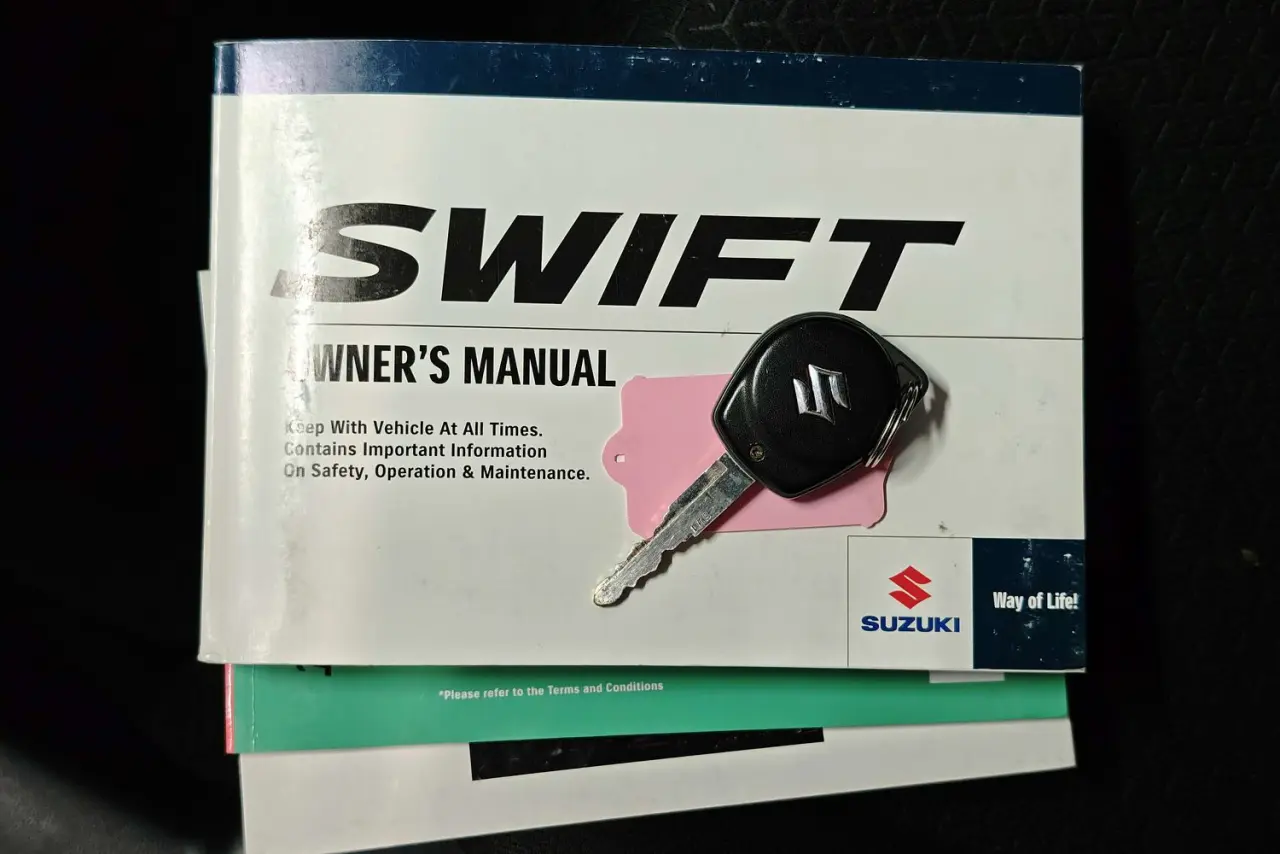 SWIFT
OWNER'S MANUAL
Keep With Vehicle At All Times.
Contains Important Information
On Safety, Operation & Maintenance.
SUZUKI
Way of Life!
*Please refer to the Terms and Conditions